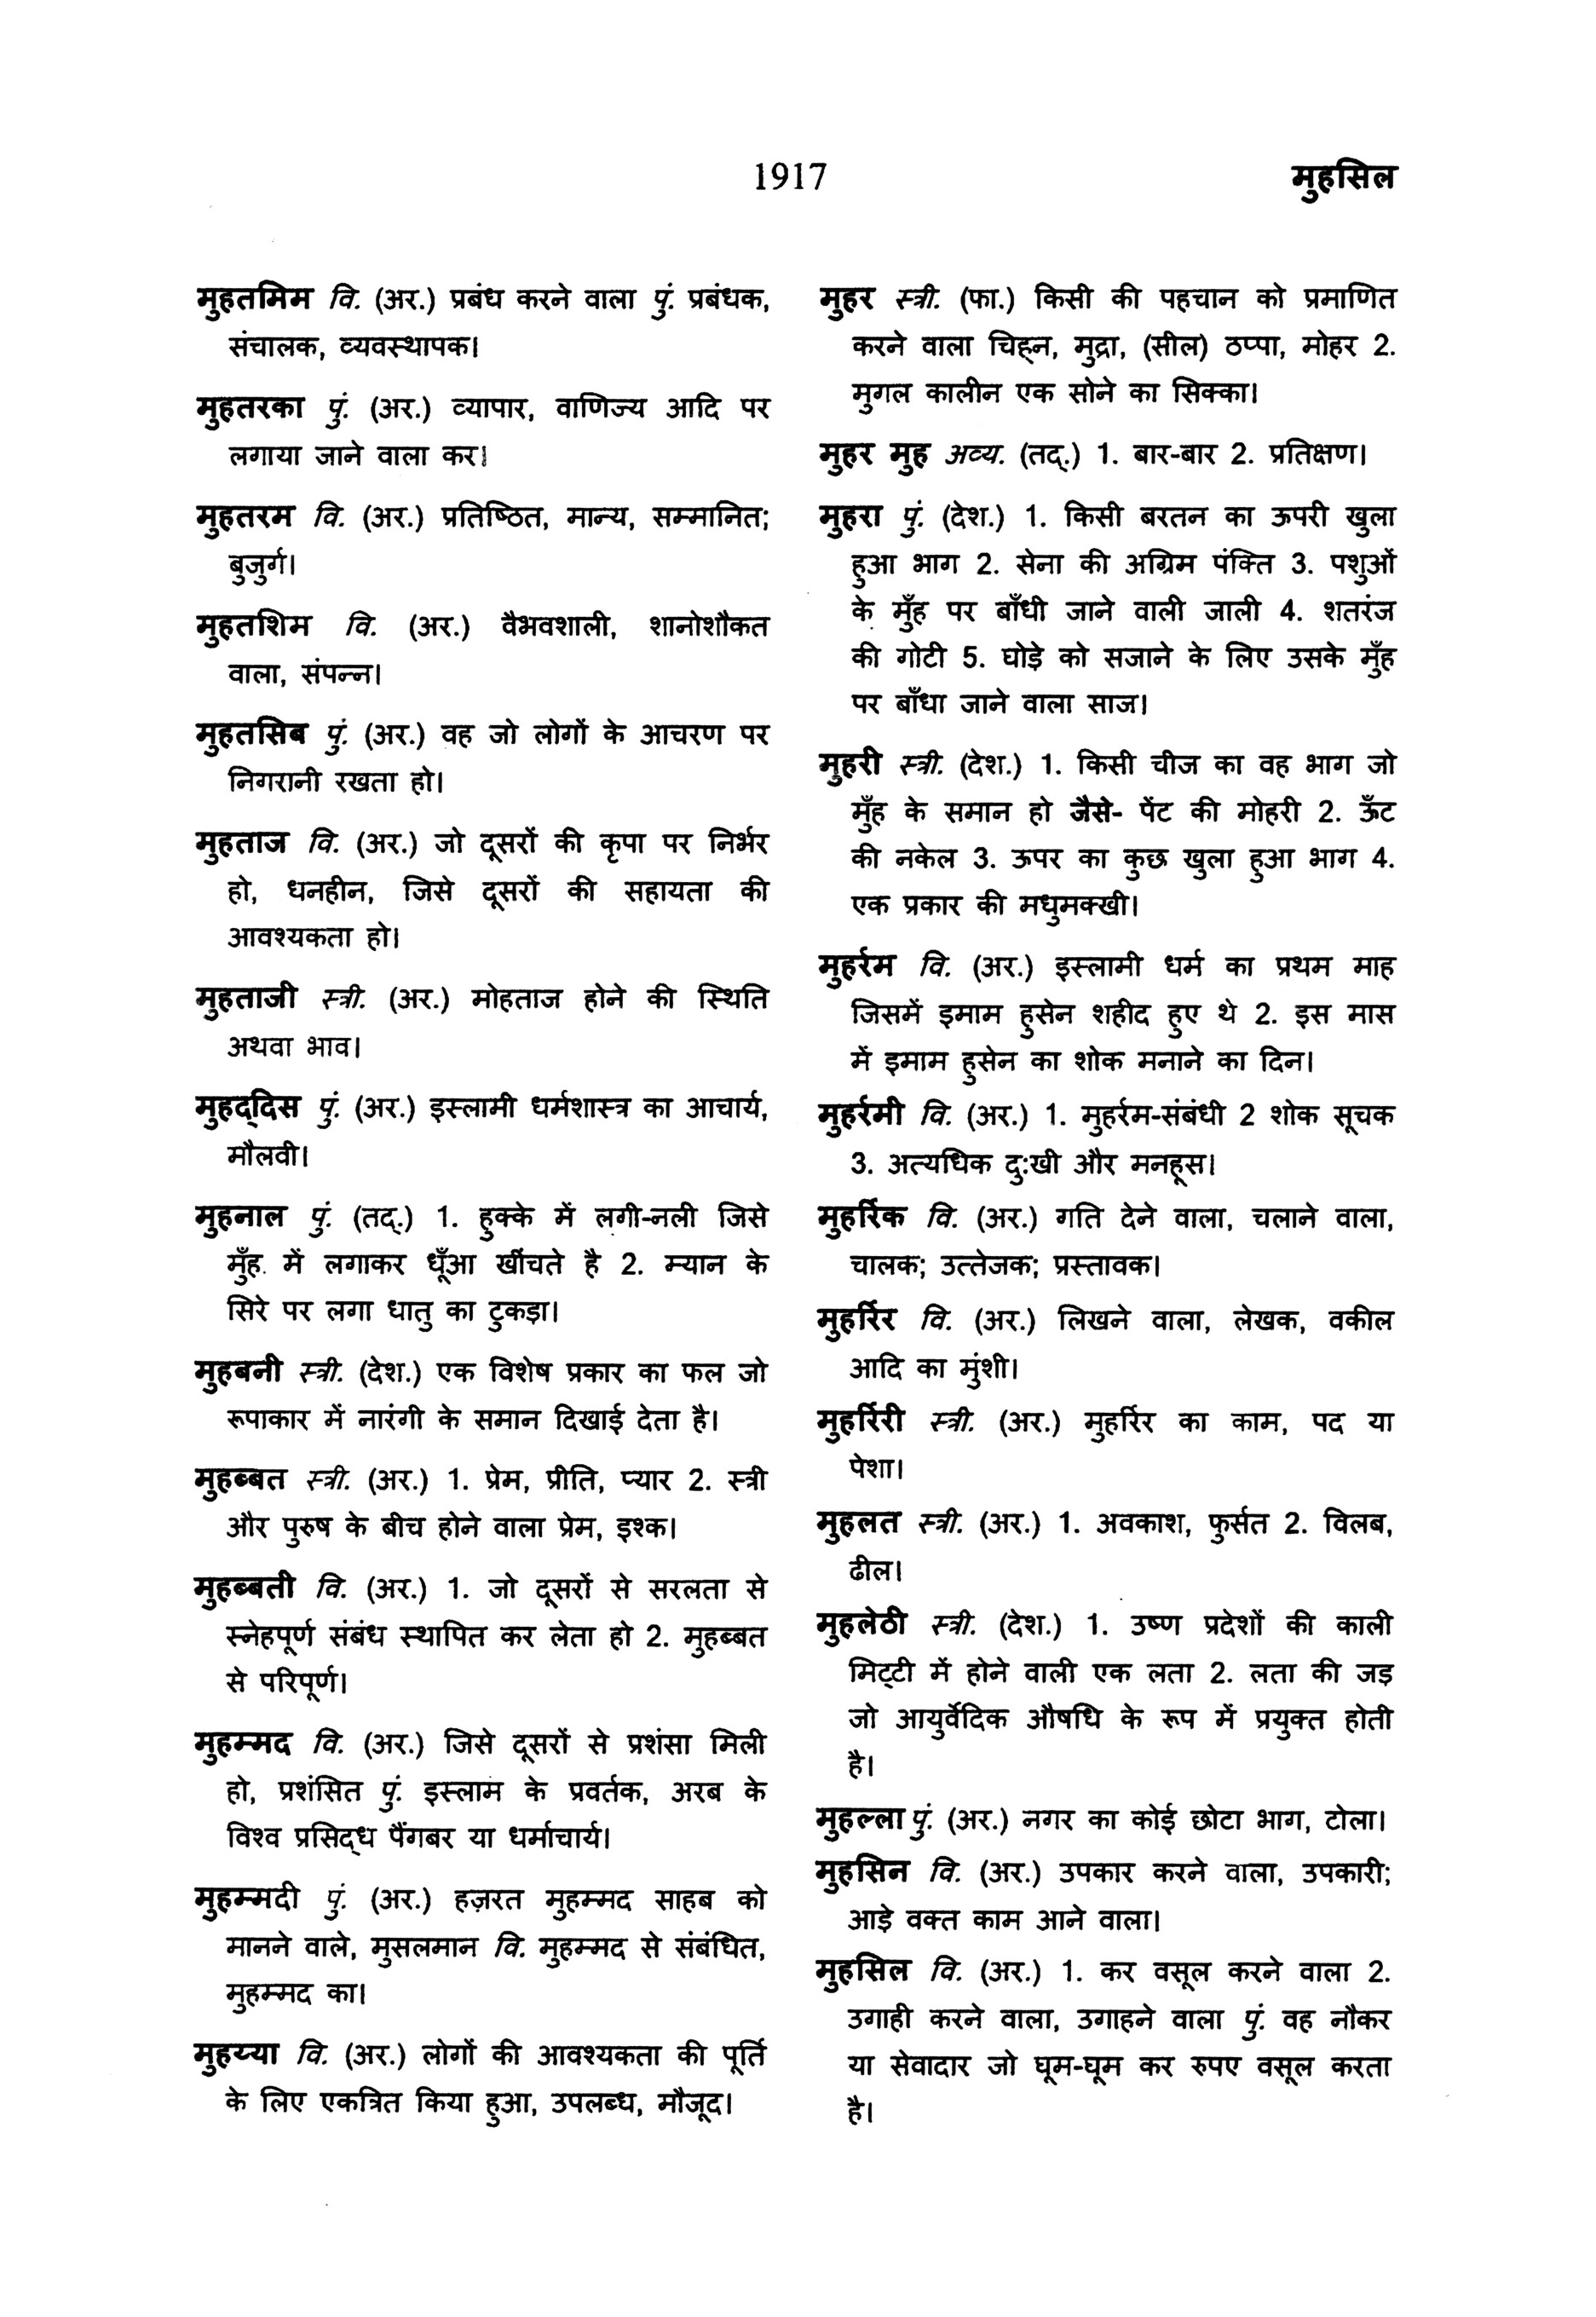 1917
मुहसिल
मुहतमिम वि. (अर.) प्रबंध करने वाला पुं. प्रबंधक,
संचालक, व्यवस्थापक।
मुहतरका पुं. (अर.) व्यापार, वाणिज्य आदि पर
लगाया जाने वाला कर।
मुहतरम वि. (अर.) प्रतिष्ठित, मान्य, सम्मानित;
बुजुर्ग।
मुहतशिम वि. (अर.) वैभवशाली, शानोशौकत
वाला, संपन्न।
मुहतसिब पुं. (अर.) वह जो लोगों के आचरण पर
निगरानी रखता हो।
मुहताज वि. (अर.) जो दूसरों की कृपा पर निर्भर
हो, धनहीन, जिसे दूसरों की सहायता की
आवश्यकता हो।
मुहताजी स्त्री. (अर.) मोहताज होने की स्थिति
अथवा भाव।
मुहद्दिस पुं. (अर.) इस्लामी धर्मशास्त्र का आचार्य,
मौलवी।
मुहनाल पुं. (तद्.) 1. हुक्के में लगी-नली जिसे
मुँह में लगाकर धूँआ खींचते है 2. म्यान के
सिरे पर लगा धातु का टुकड़ा।
मुहबनी स्त्री. (देश.) एक विशेष प्रकार का फल जो
रूपाकार में नारंगी के समान दिखाई देता है।
मुहब्बत स्त्री. (अर.) 1. प्रेम, प्रीति, प्यार 2. स्त्री
और पुरुष के बीच होने वाला प्रेम, इश्क।
मुहब्बती वि. (अर.) 1. जो दूसरों से सरलता से
स्नेहपूर्ण संबंध स्थापित कर लेता हो 2. मुहब्बत
से परिपूर्ण।
मुहम्मद वि. (अर.) जिसे दूसरों से प्रशंसा मिली
हो, प्रशंसित पुं. इस्लाम के प्रवर्तक, अरब के
विश्व प्रसिद्ध पैंगबर या धर्माचार्य।
मुहम्मदी पुं. (अर.) हज़रत मुहम्मद साहब को
मानने वाले, मुसलमान वि. मुहम्मद से संबंधित,
मुहम्मद का।
मुहय्या वि. (अर.) लोगों की आवश्यकता की पूर्ति
के लिए एकत्रित किया हुआ, उपलब्ध, मौजूद।
मुहर स्त्री. (फा.) किसी की पहचान को प्रमाणित
करने वाला चिह्न, मुद्रा, (सील) ठप्पा, मोहर 2.
मुगल कालीन एक सोने का सिक्का।
मुहर मुह अव्य. (तद्.) 1. बार-बार 2. प्रतिक्षण।
मुहरा पुं. (देश.) 1. किसी बरतन का ऊपरी खुला
हुआ भाग 2. सेना की अग्रिम पंक्ति 3. पशुओं
के मुँह पर बाँधी जाने वाली जाली 4. शतरंज
की गोटी 5. घोड़े को सजाने के लिए उसके मुँह
पर बाँधा जाने वाला साज।
मुहरी स्त्री. (देश.) 1. किसी चीज का वह भाग जो
मुँह के समान हो जैसे- पेंट की मोहरी 2. ऊँट
की नकेल 3. ऊपर का कुछ खुला हुआ भाग 4.
एक प्रकार की मधुमक्खी।
मुहर्रम वि. (अर.) इस्लामी धर्म का प्रथम माह
जिसमें इमाम हुसेन शहीद हुए थे 2. इस मास
में इमाम हुसेन का शोक मनाने का दिन।
मुहर्रमी वि. (अर.) 1. मुहर्रम-संबंधी 2 शोक सूचक
3. अत्यधिक दु:खी और मनहूस।
मुहर्रिक वि. (अर.) गति देने वाला, चलाने वाला,
चालक; उत्तेजक; प्रस्तावक।
मुहर्रिर वि. (अर.) लिखने वाला, लेखक, वकील
आदि का मुंशी।
मुहर्रिरी स्त्री. (अर.) मुहर्रिर का काम, पद या
पेशा।
मुहलत स्त्री. (अर.) 1. अवकाश, फुर्सत 2. विलब,
ढील।
मुहलेठी स्त्री. (देश.) 1. उष्ण प्रदेशों की काली
मिट्टी में होने वाली एक लता 2. लता की जड़
जो आयुर्वेदिक औषधि के रूप में प्रयुक्त होती
है।
मुहल्ला पुं. (अर.) नगर का कोई छोटा भाग, टोला।
मुहसिन वि. (अर.) उपकार करने वाला, उपकारी;
आड़े वक्त काम आने वाला।
मुहसिल वि. (अर.) 1. कर वसूल करने वाला 2.
उगाही करने वाला, उगाहने वाला पुं. वह नौकर
या सेवादार जो घूम-घूम कर रुपए वसूल करता
है।